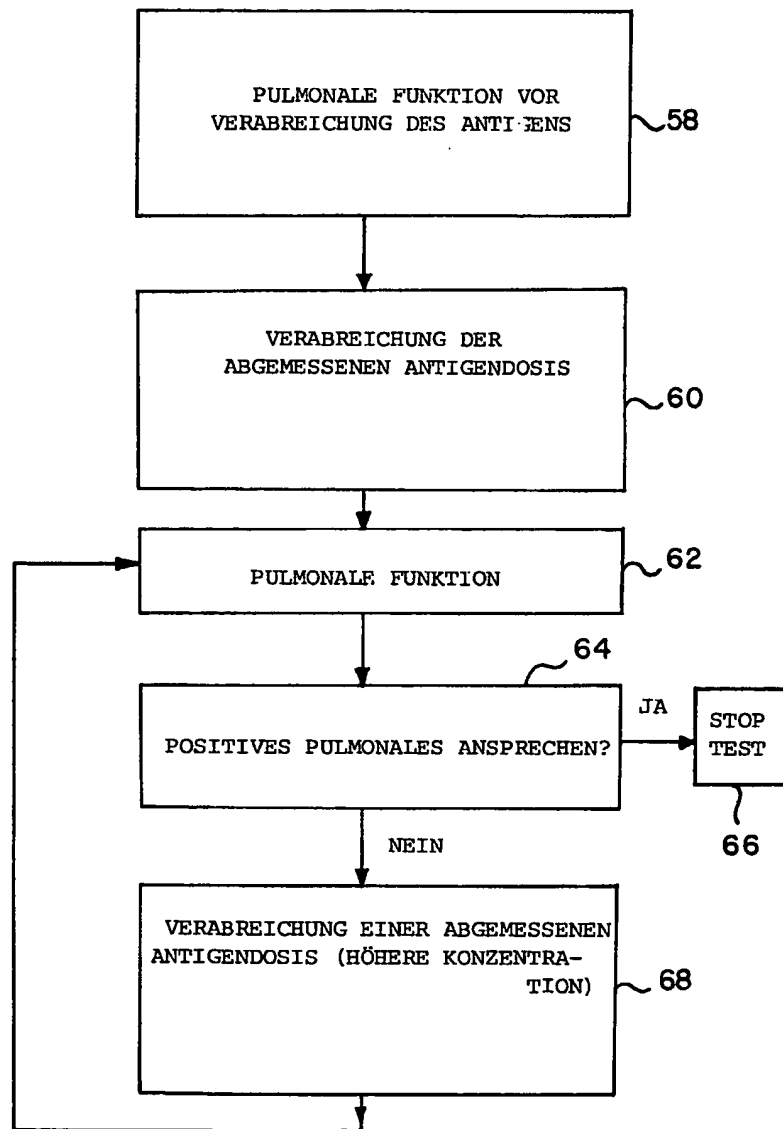 PULMONALE FUNKTION VOR
VERABREICHUNG DES ANTIGENS
58
VERABREICHUNG DER
ABGEMESSENEN ANTIGENDOSIS
60
PULMONALE FUNKTION
62
64
POSITIVES PULMONALES ANSPRECHEN?
JA
STOP
TEST
66
NEIN
VERABREICHUNG EINER ABGEMESSENEN
ANTIGENDOSIS (HÖHERE KONZENTRA-
TION)
68